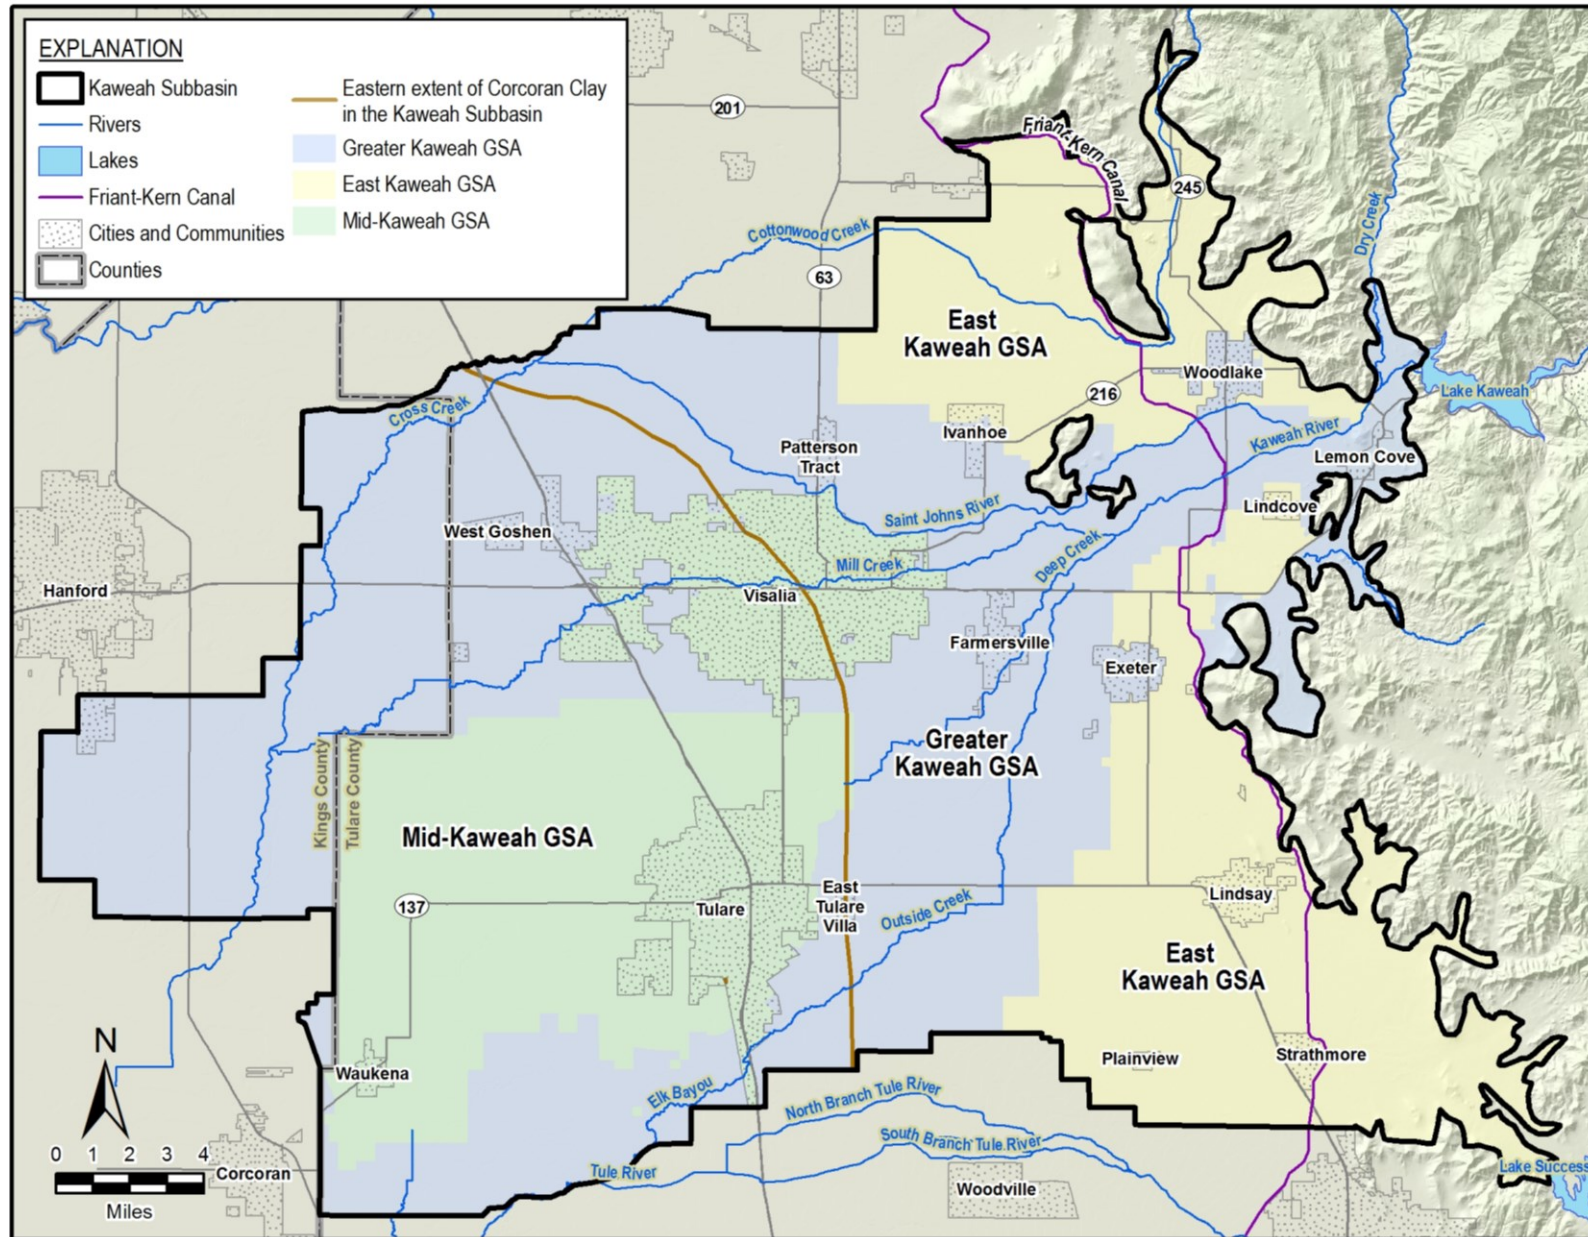 EXPLANATION
Kaweah Subbasin
Rivers
Lakes
Friant-Kern Canal
Cities and Communities
Counties
Eastern extent of Corcoran Clay
in the Kaweah Subbasin
Greater Kaweah GSA
East Kaweah GSA
Mid-Kaweah GSA
201
Friant-Kern Canal
245
Dry Creek
Cottonwood Creek
63
East
Kaweah GSA
Woodlake
216
Lake Kaweah
Cross Creek
Ivanhoe
Kaweah River
Patterson
Tract
Lemon Cove
Saint Johns River
Lindcove
West Goshen
Mill Creek
Deep Creek
Hanford
Visalia
Farmersville
Exeter
Greater
Kaweah GSA
Kings County
Tulare County
Mid-Kaweah GSA
137
Tulare
East
Tulare
Villa
Outside Creek
Lindsay
East
Kaweah GSA
N
Waukena
Plainview
Strathmore
Elk Bayou
North Branch Tule River
South Branch Tule River
0 1 2 3 4
Miles
Corcoran
Tule River
Woodville
Lake Success